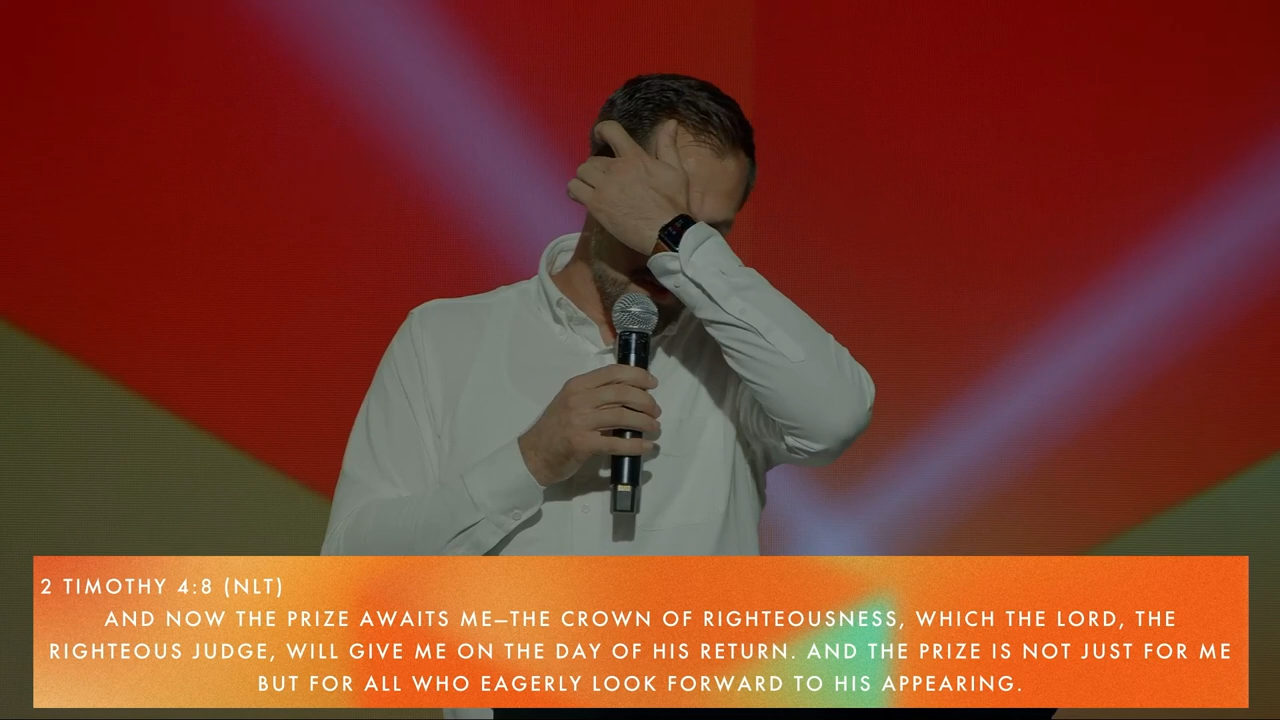 2 TIMOTHY 4:8 (NLT)
AND NOW THE PRIZE AWAITS ME—THE CROWN OF RIGHTEOUSNESS, WHICH THE LORD, THE
RIGHTEOUS JUDGE, WILL GIVE ME ON THE DAY OF HIS RETURN. AND THE PRIZE IS NOT JUST FOR ME
BUT FOR ALL WHO EAGERLY LOOK FORWARD TO HIS APPEARING.